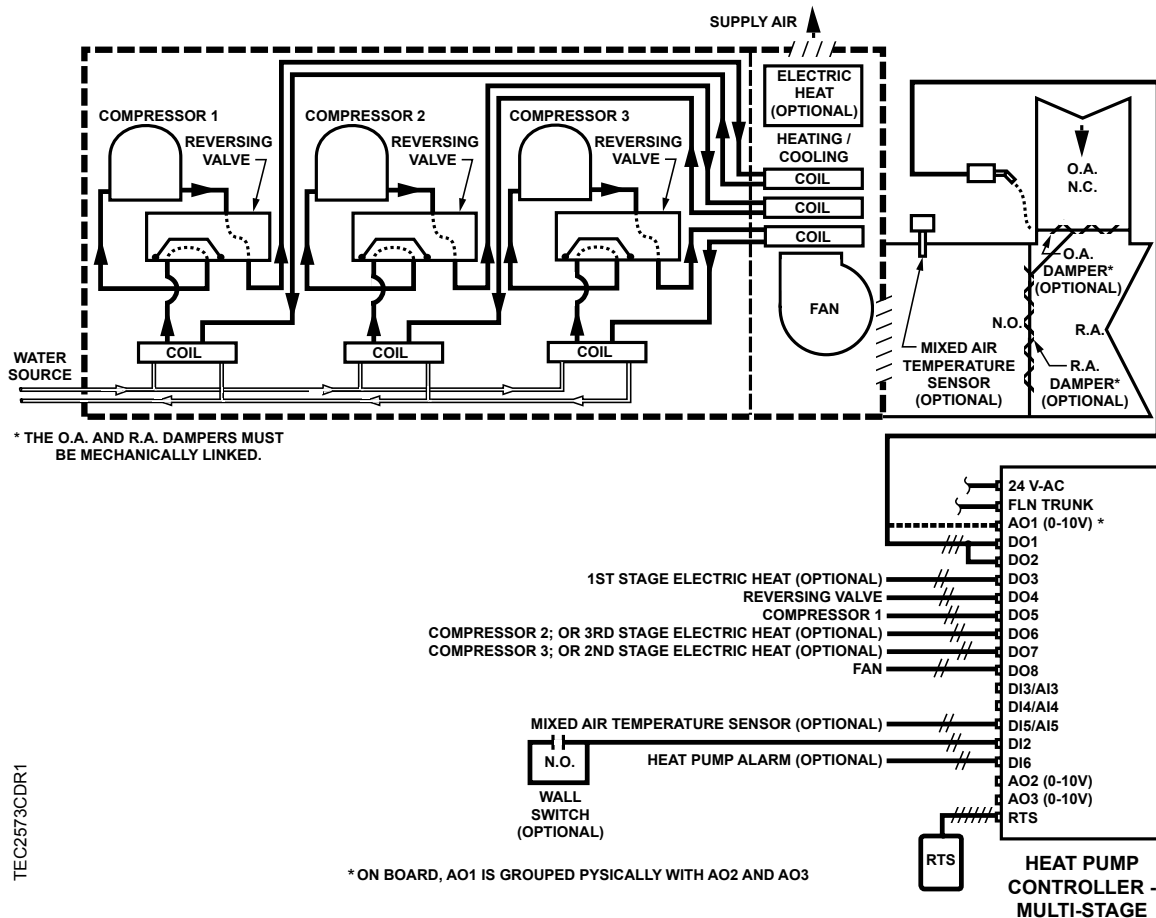 SUPPLY AIR
ELECTRIC
HEAT
(OPTIONAL)
HEATING /
COOLING
COIL
COIL
COIL
FAN
COMPRESSOR 1
REVERSING
VALVE
COMPRESSOR 2
REVERSING
VALVE
COMPRESSOR 3
REVERSING
VALVE
COIL
COIL
COIL
WATER
SOURCE
* THE O.A. AND R.A. DAMPERS MUST
BE MECHANICALLY LINKED.
O.A.
N.C.
O.A.
DAMPER*
(OPTIONAL)
N.O.
R.A.
MIXED AIR
TEMPERATURE
SENSOR
(OPTIONAL)
R.A.
DAMPER*
(OPTIONAL)
24 V-AC
FLN TRUNK
AO1 (0-10V) *
DO1
DO2
1ST STAGE ELECTRIC HEAT (OPTIONAL) DO3
REVERSING VALVE DO4
COMPRESSOR 1 DO5
COMPRESSOR 2; OR 3RD STAGE ELECTRIC HEAT (OPTIONAL) DO6
COMPRESSOR 3; OR 2ND STAGE ELECTRIC HEAT (OPTIONAL) DO7
FAN DO8
DI3/AI3
DI4/AI4
MIXED AIR TEMPERATURE SENSOR (OPTIONAL) DI5/AI5
DI2
HEAT PUMP ALARM (OPTIONAL) DI6
AO2 (0-10V)
AO3 (0-10V)
RTS
N.O.
WALL
SWITCH
(OPTIONAL)
RTS
HEAT PUMP
CONTROLLER -
MULTI-STAGE
* ON BOARD, AO1 IS GROUPED PYSICALLY WITH AO2 AND AO3
TEC2573CDR1